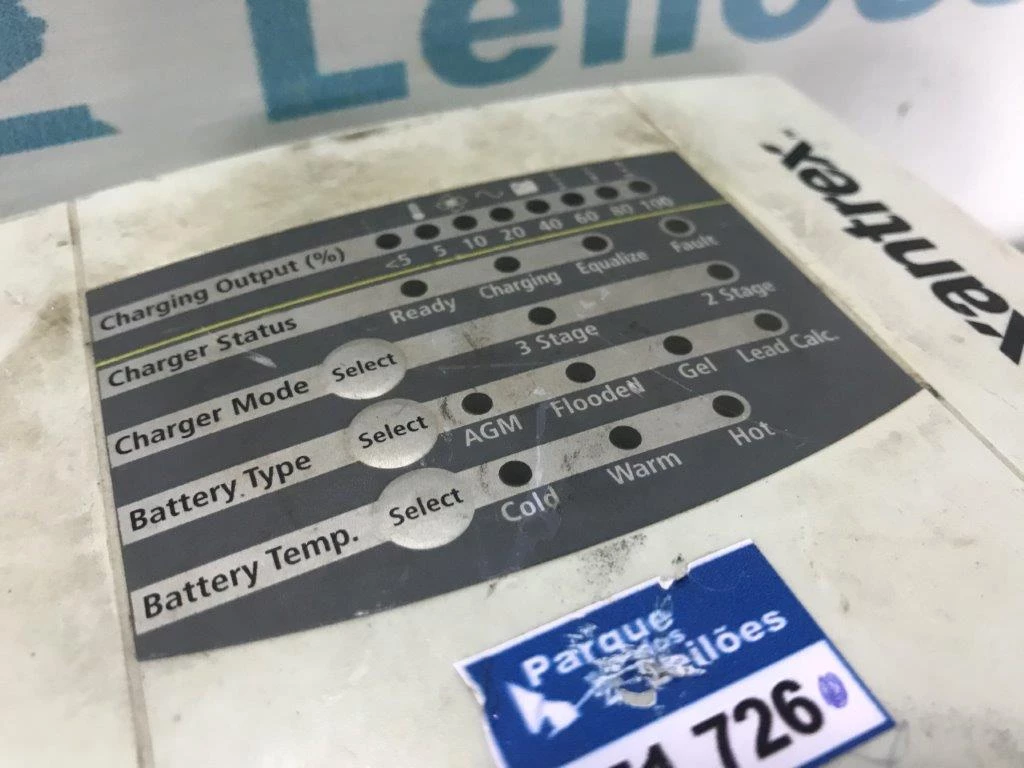 xantrex
Charging Output (%)
<5 5 10 20 40 60 80 100
Charger Status
Ready Charging Equalize Fault
Charger Mode Select 3 Stage 2 Stage
Battery Type Select AGM Flooded Gel Lead Calc.
Battery Temp. Select Cold Warm Hot
Parque
dos
Leilões
726